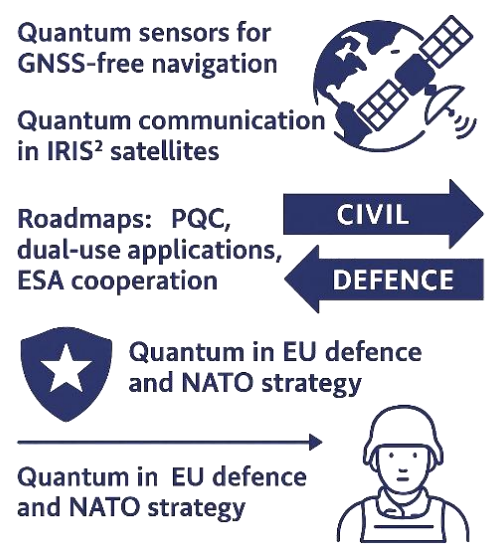 Quantum sensors for
GNSS-free navigation
Quantum communication
in IRIS² satellites
Roadmaps: PQC,
dual-use applications,
ESA cooperation
CIVIL
DEFENCE
Quantum in EU defence
and NATO strategy
Quantum in EU defence
and NATO strategy